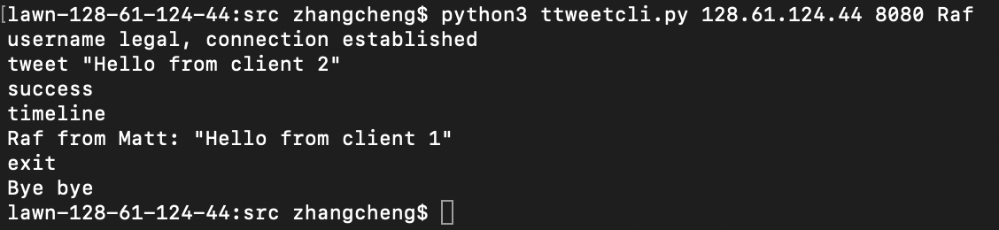 [lawn-128-61-124-44:src zhangcheng$ python3 ttweetcli.py 128.61.124.44 8080 Raf
username legal, connection established
tweet "Hello from client 2"
success
timeline
Raf from Matt: "Hello from client 1"
exit
Bye bye
lawn-128-61-124-44:src zhangcheng$